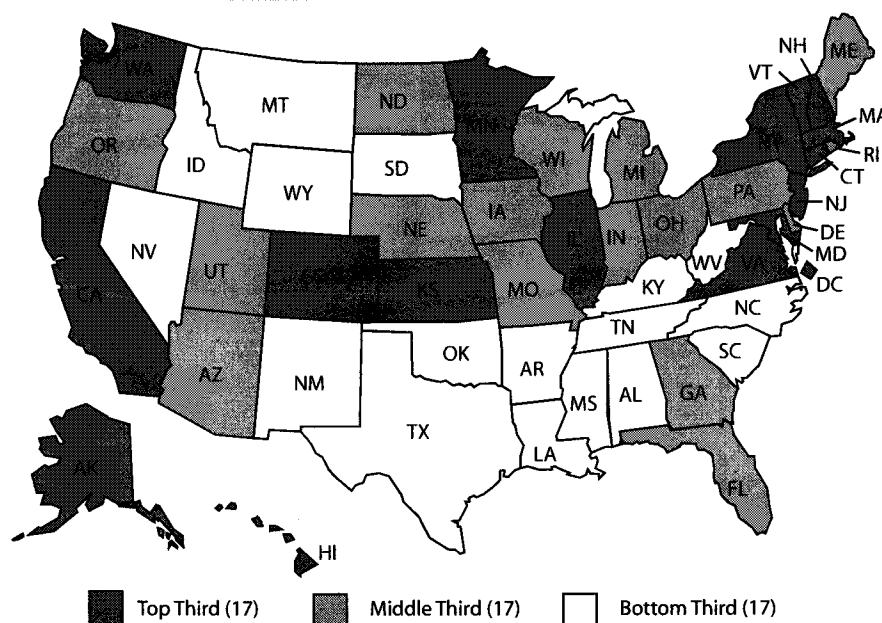 ME
NH
WA
VT
MT
ND
MA
MN
OR
RI
WI
ID
SD
MI
CT
WY
PA
NJ
IA
NE
OH
DE
NV
IL
IN
MD
UT
WV
VA
DC
CA
KS
MO
KY
NC
TN
OK
SC
AZ
NM
AR
MS
AL
GA
TX
LA
AK
FL
HI
Top Third (17) Middle Third (17) Bottom Third (17)